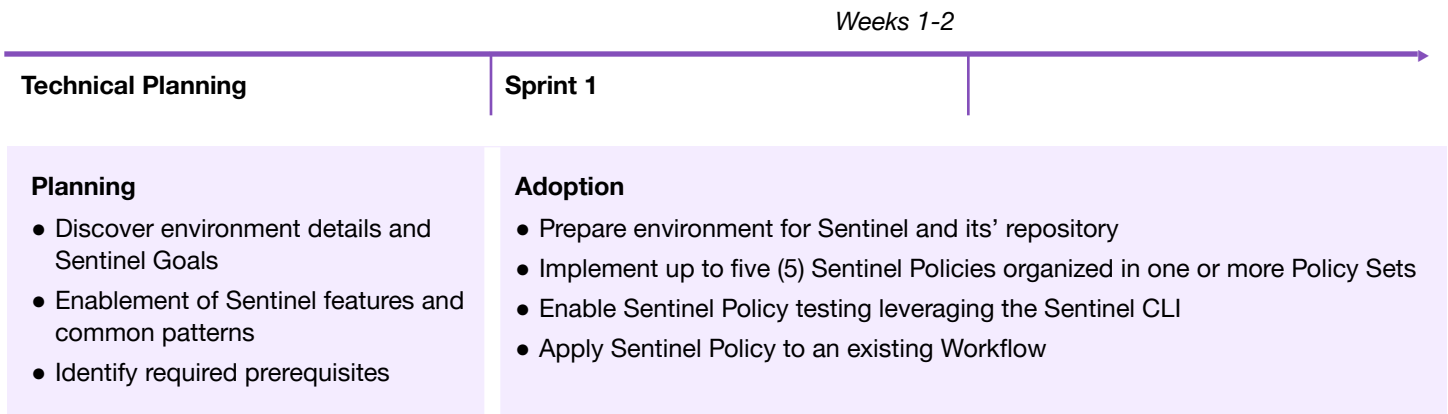 Weeks 1-2
Technical Planning
Sprint 1
Planning
● Discover environment details and
Sentinel Goals
● Enablement of Sentinel features and
common patterns
● Identify required prerequisites
Adoption
● Prepare environment for Sentinel and its’ repository
● Implement up to five (5) Sentinel Policies organized in one or more Policy Sets
● Enable Sentinel Policy testing leveraging the Sentinel CLI
● Apply Sentinel Policy to an existing Workflow